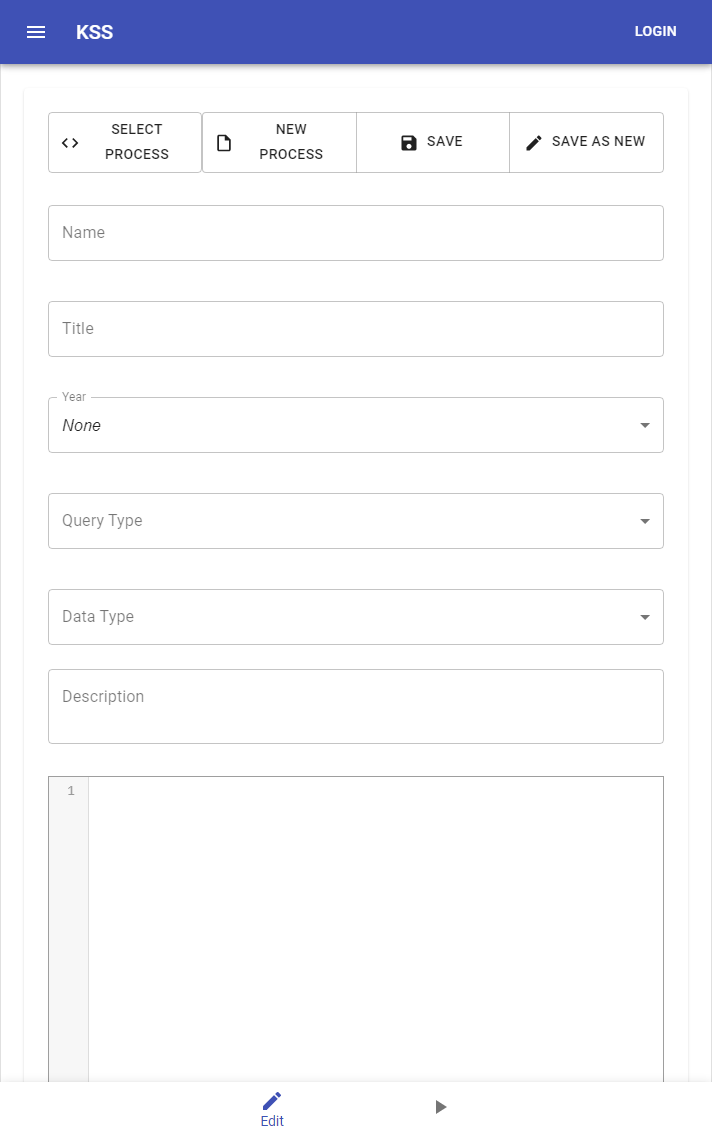 KSS
LOGIN
SELECT
PROCESS
NEW
PROCESS
SAVE
SAVE AS NEW
Name
Title
Year
None
Query Type
Data Type
Description
1
Edit